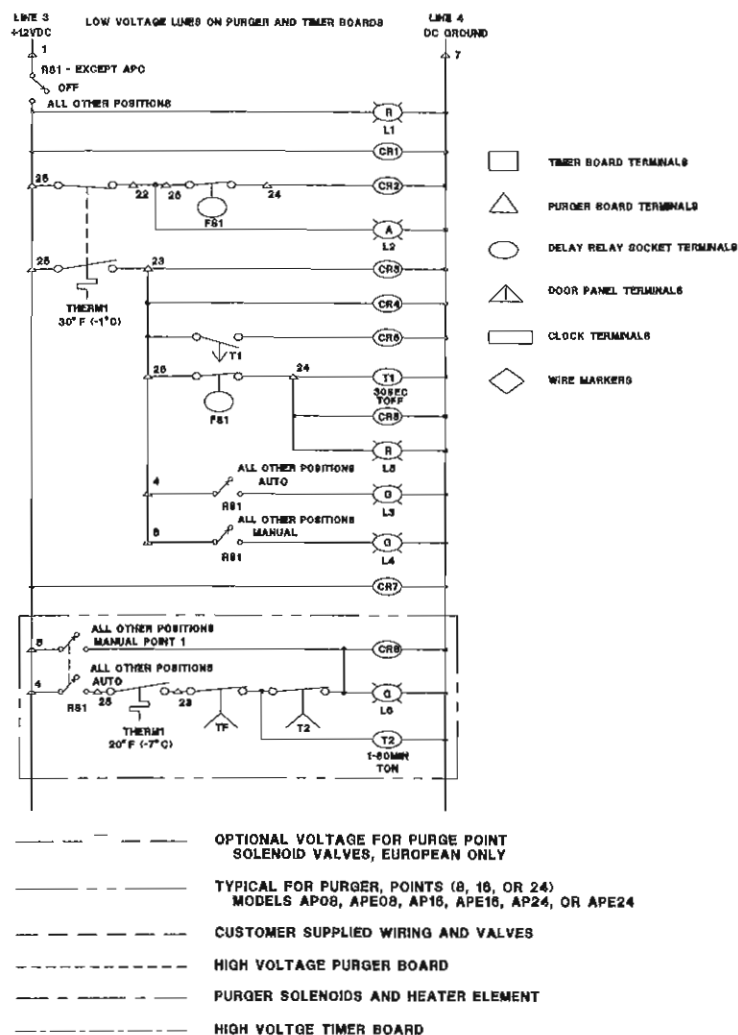 LINE 3
+12VDC
LOW VOLTAGE LINES ON PURGER AND TIMER BOARDS
LINE 4
DC GROUND
1
7
RS1 - EXCEPT APC
OFF
ALL OTHER POSITIONS
R
L1
CR1
25
22
25
24
CR2
FS1
A
L2
25
23
CR3
THERM1
30° F (-1°C)
CR4
CR5
T1
25
24
T1
30SEC
TOFF
FS1
CR8
R
L5
ALL OTHER POSITIONS
AUTO
4
RS1
G
L3
ALL OTHER POSITIONS
MANUAL
RS1
G
L4
CR7
ALL OTHER POSITIONS
MANUAL POINT 1
CR6
ALL OTHER POSITIONS
AUTO
4
RS1
25
23
G
L6
THERM1
20° F (-7°C)
TF
T2
T2
1-60MIN
TON
TIMER BOARD TERMINALS
PURGER BOARD TERMINALS
DELAY RELAY SOCKET TERMINALS
DOOR PANEL TERMINALS
CLOCK TERMINALS
WIRE MARKERS
OPTIONAL VOLTAGE FOR PURGE POINT
SOLENOID VALVES, EUROPEAN ONLY
TYPICAL FOR PURGER, POINTS (8, 16, OR 24)
MODELS AP08, APE08, AP16, APE16, AP24, OR APE24
CUSTOMER SUPPLIED WIRING AND VALVES
HIGH VOLTAGE PURGER BOARD
PURGER SOLENOIDS AND HEATER ELEMENT
HIGH VOLTGE TIMER BOARD